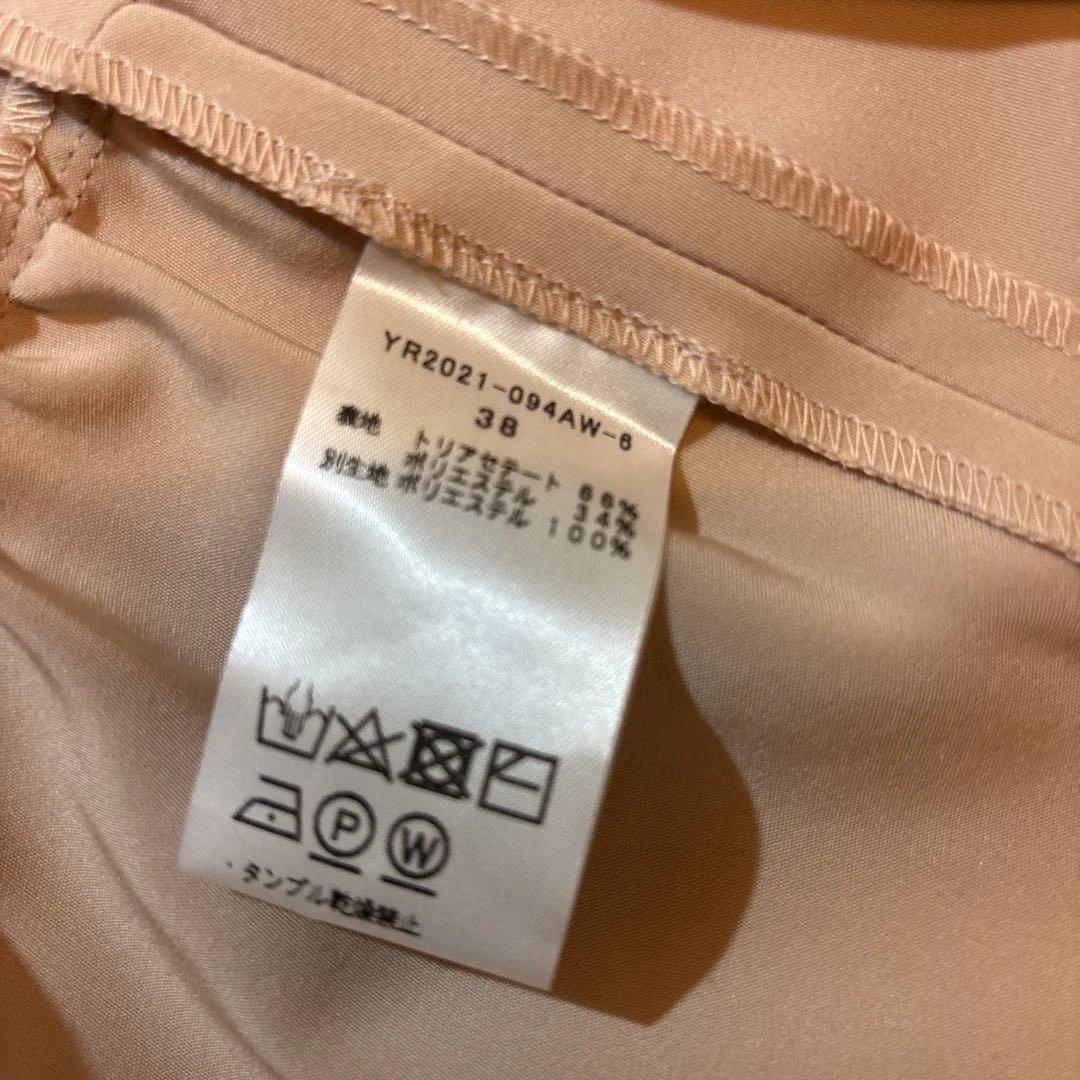 YR2021-094AW-6
38
表地 トリアセテート 66%
ポリエステル 34%
別生地 ポリエステル 100%
P W
・タンブル乾燥禁止